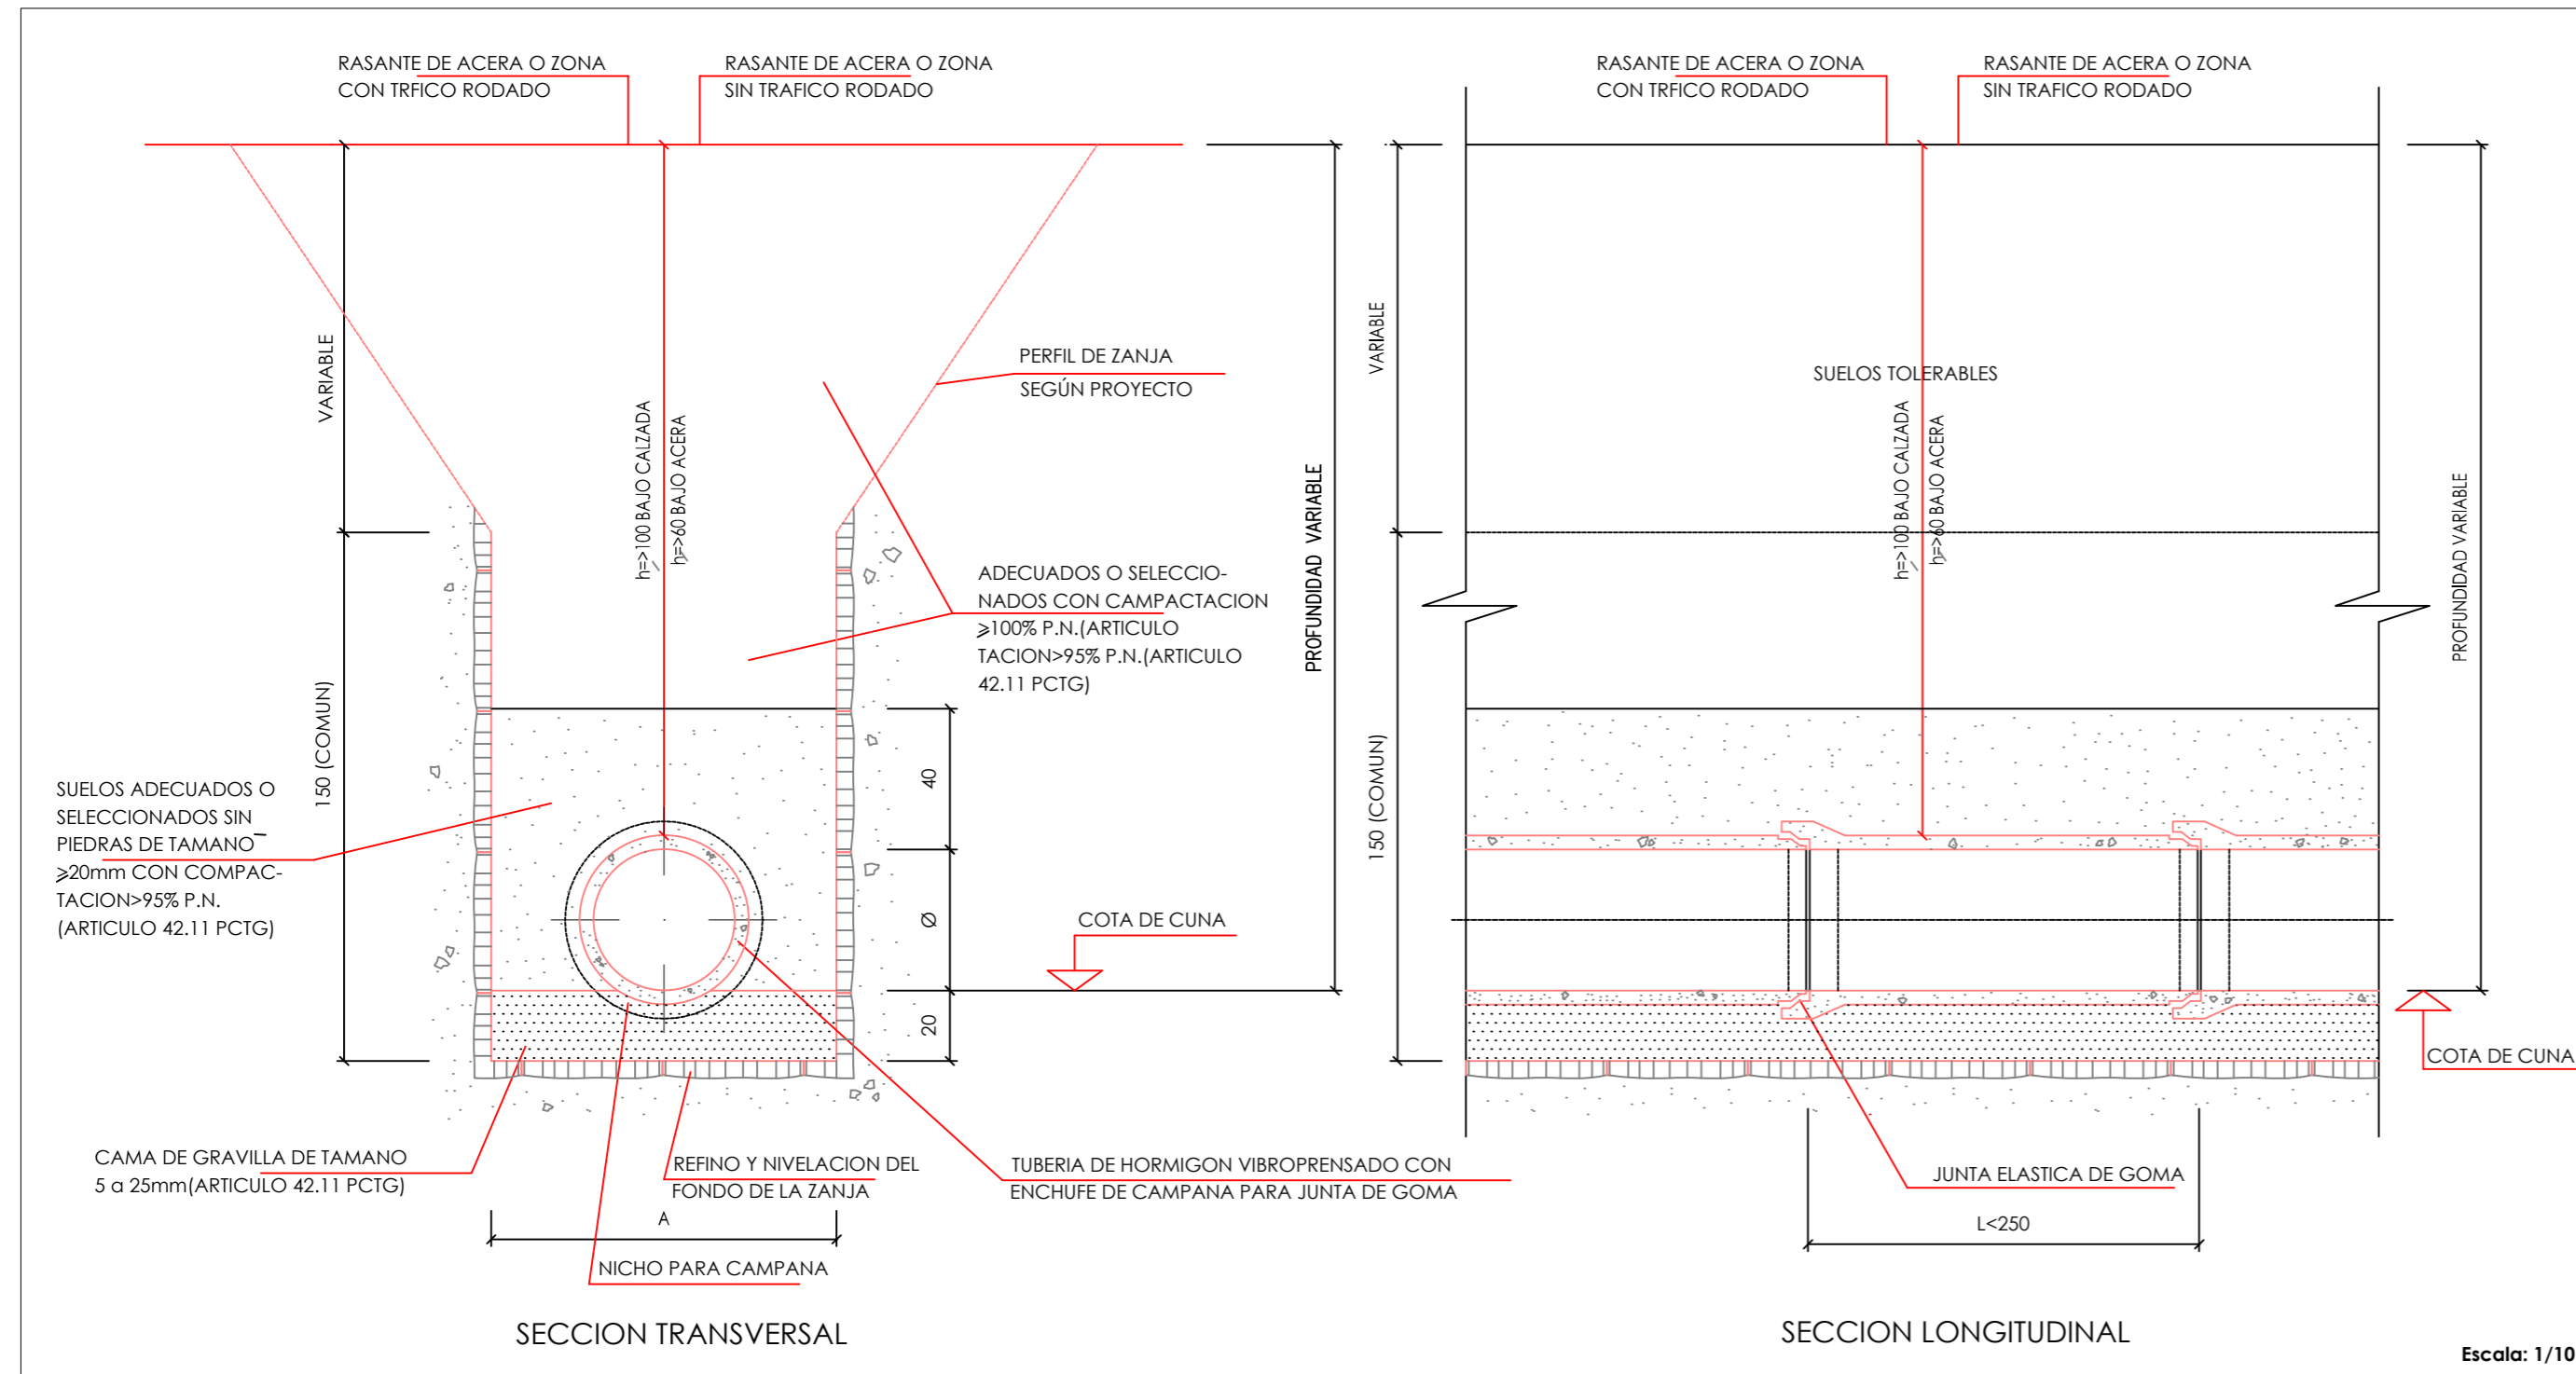 RASANTE DE ACERA O ZONA
CON TRFICO RODADO
RASANTE DE ACERA O ZONA
SIN TRAFICO RODADO
VARIABLE
h=>100 BAJO CALZADA
h=>60 BAJO ACERA
PERFIL DE ZANJA
SEGÚN PROYECTO
PROFUNDIDAD VARIABLE
ADECUADOS O SELECCIO-
NADOS CON CAMPACTACION
⩾100% P.N.(ARTICULO
TACION>95% P.N.(ARTICULO
42.11 PCTG)
150 (COMUN)
SUELOS ADECUADOS O
SELECCIONADOS SIN
PIEDRAS DE TAMANO
⩾20mm CON COMPAC-
TACION>95% P.N.
(ARTICULO 42.11 PCTG)
40
Ø
20
COTA DE CUNA
CAMA DE GRAVILLA DE TAMANO
5 a 25mm(ARTICULO 42.11 PCTG)
REFINO Y NIVELACION DEL
FONDO DE LA ZANJA
TUBERIA DE HORMIGON VIBROPRENSADO CON
ENCHUFE DE CAMPANA PARA JUNTA DE GOMA
A
NICHO PARA CAMPANA
SECCION TRANSVERSAL
RASANTE DE ACERA O ZONA
CON TRFICO RODADO
RASANTE DE ACERA O ZONA
SIN TRAFICO RODADO
VARIABLE
SUELOS TOLERABLES
h=>100 BAJO CALZADA
h=>60 BAJO ACERA
PROFUNDIDAD VARIABLE
150 (COMUN)
COTA DE CUNA
JUNTA ELASTICA DE GOMA
L<250
SECCION LONGITUDINAL
Escala: 1/10